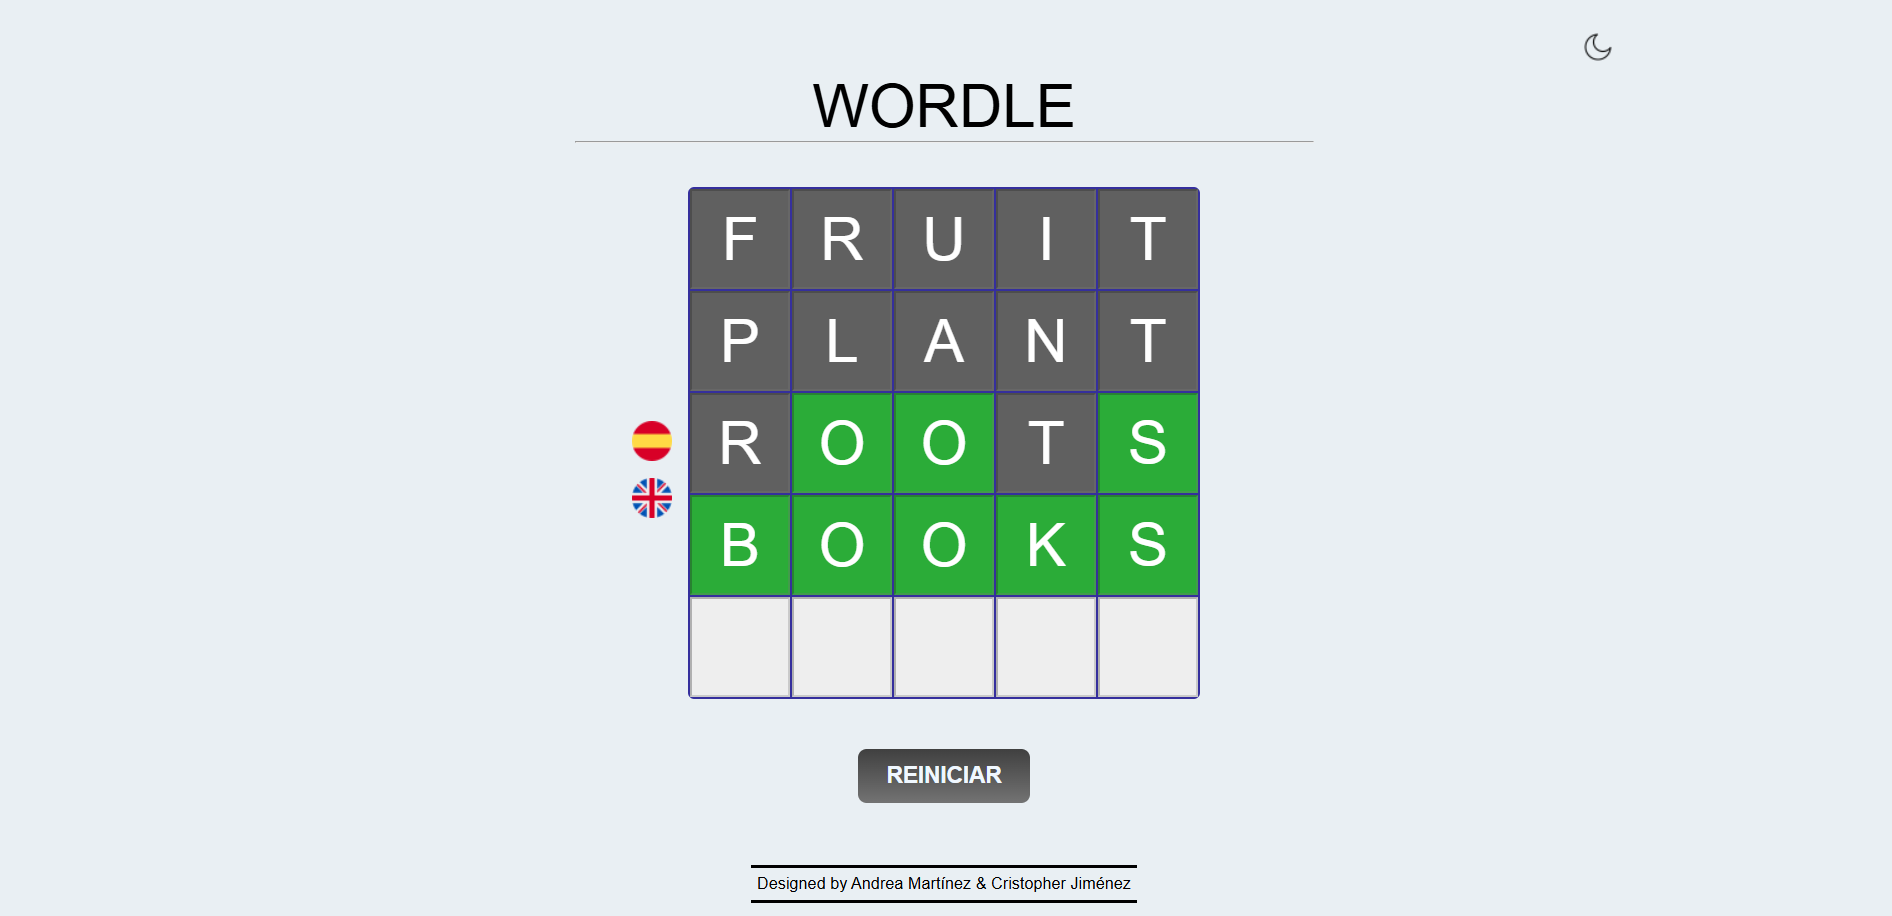 WORDLE
F R U I T
P L A N T
R O O T S
B O O K S
REINICIAR
Designed by Andrea Martínez & Cristopher Jiménez